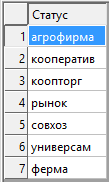 Статус
1 агрофирма
2 кооператив
3 коопторг
4 рынок
5 совхоз
6 универсам
7 ферма